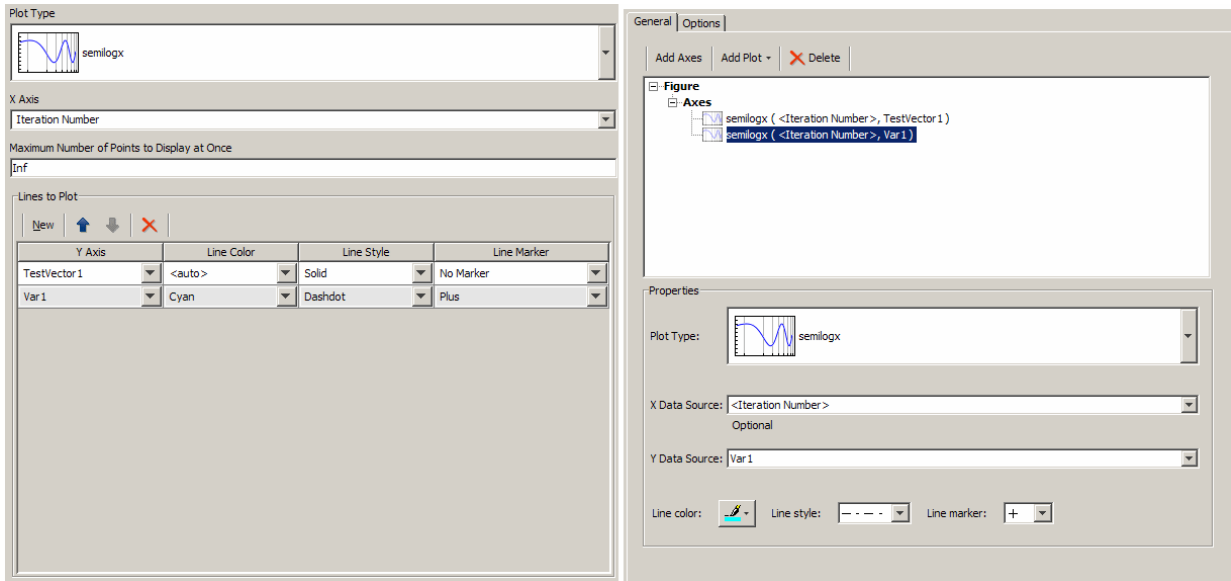 Plot Type
semilogx
X Axis
Iteration Number
Maximum Number of Points to Display at Once
Inf
Lines to Plot
New
Y Axis Line Color Line Style Line Marker
TestVector1 <auto> Solid No Marker
Var1 Cyan Dashdot Plus
General Options
Add Axes Add Plot Delete
Figure
Axes
semilogx ( <Iteration Number>, TestVector1 )
semilogx ( <Iteration Number>, Var1)
Properties
Plot Type: semilogx
X Data Source: <Iteration Number>
Optional
Y Data Source: Var1
Line color: Line style: Line marker: +